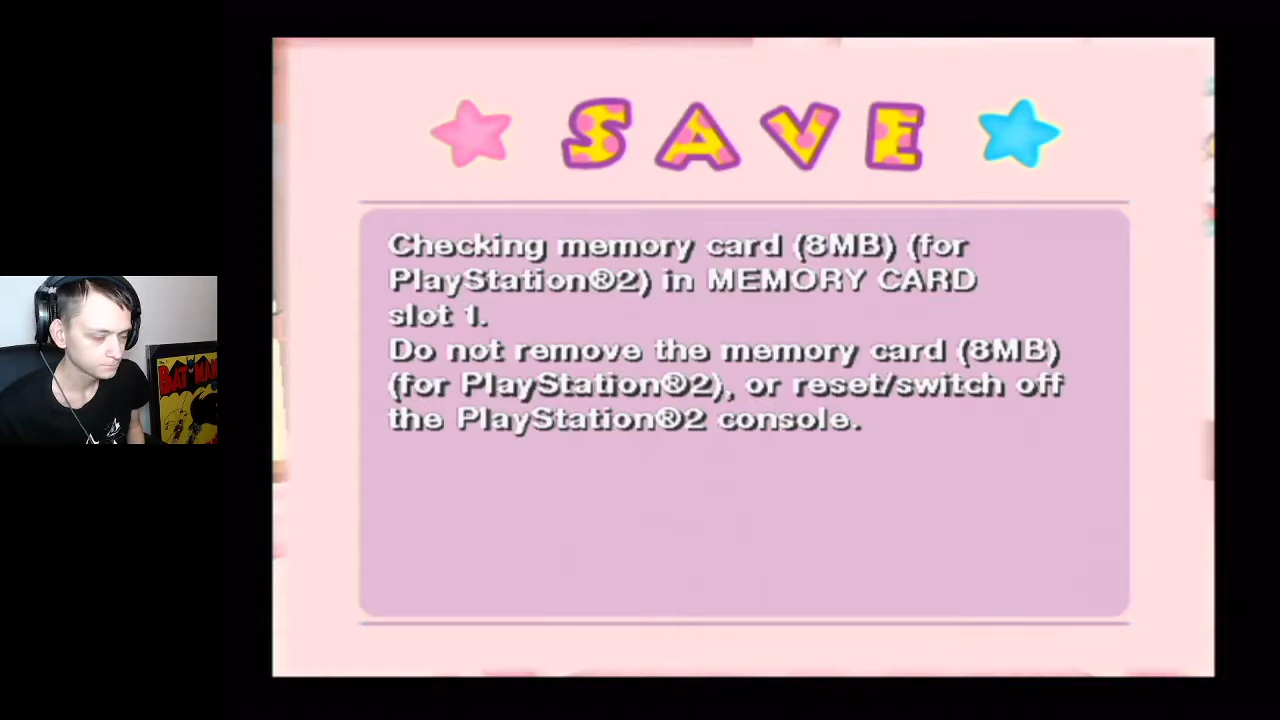 SAVE
Checking memory card (8MB) (for
PlayStation®2) in MEMORY CARD
slot 1.
Do not remove the memory card (8MB)
(for PlayStation®2), or reset/switch off
the PlayStation®2 console.
BATMAN